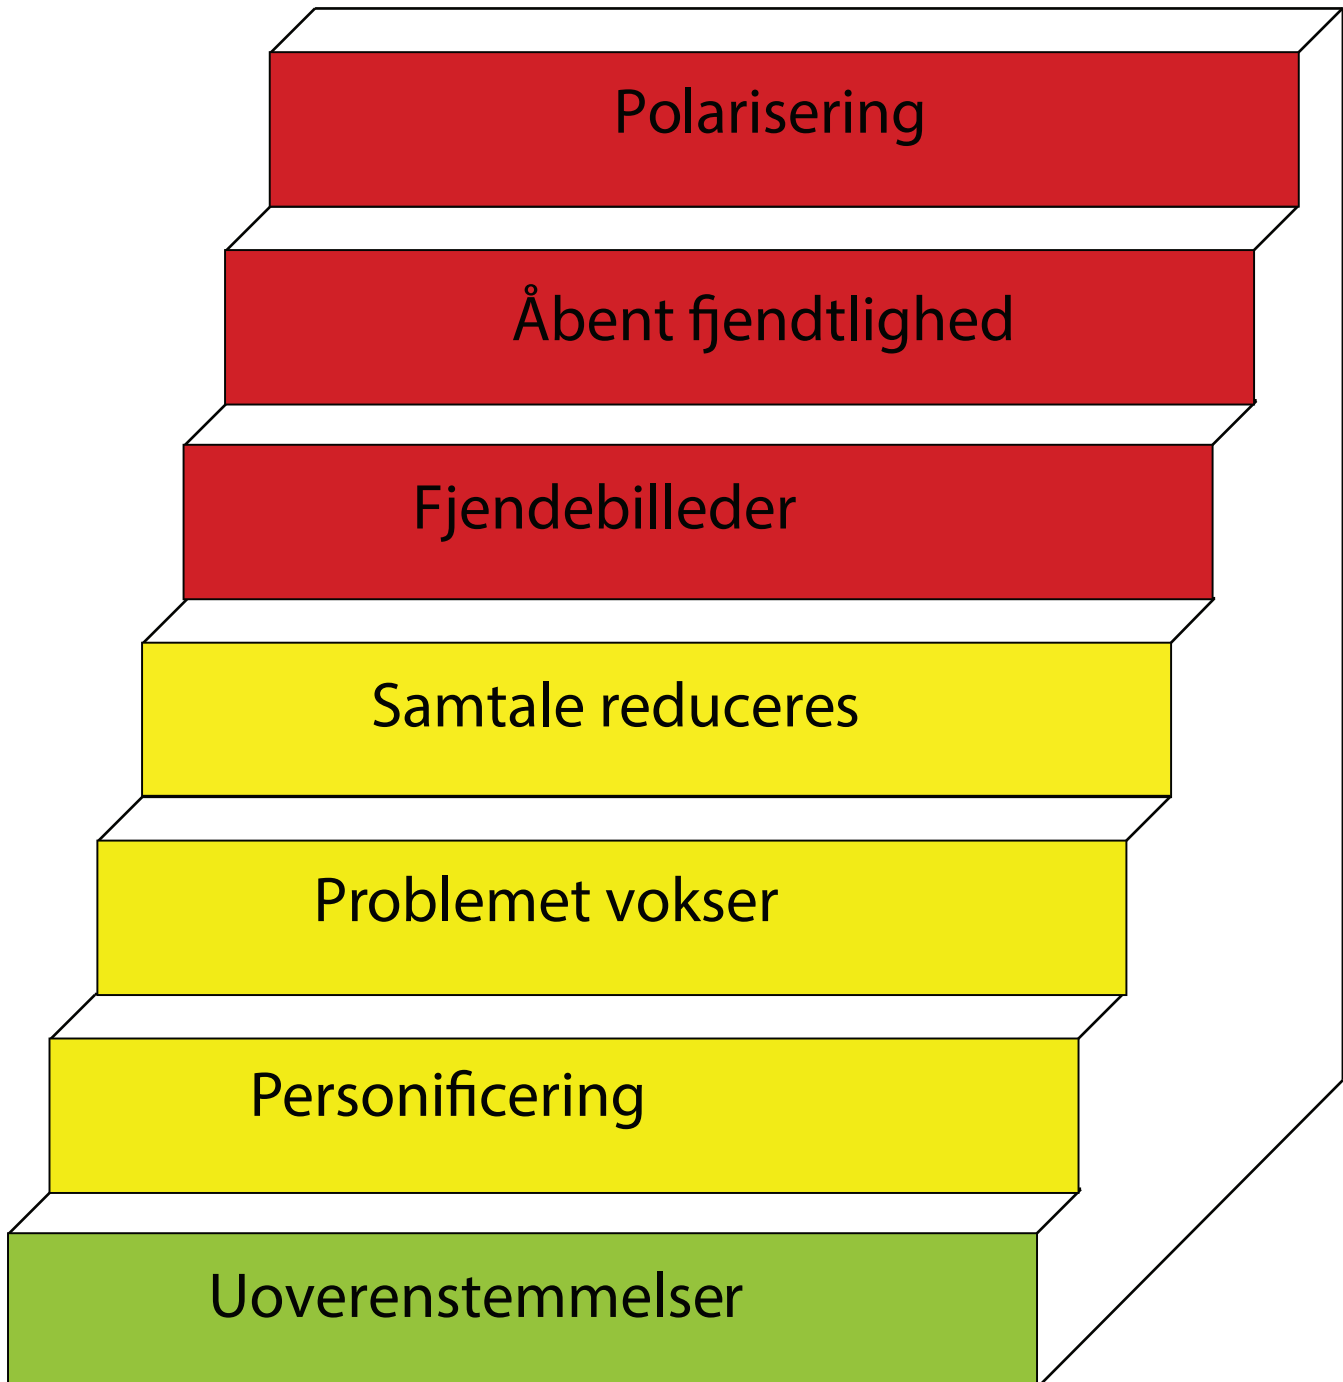 Polarisering
Åbent fjendtlighed
Fjendebilleder
Samtale reduceres
Problemet vokser
Personificering
Uoverenstemmelser